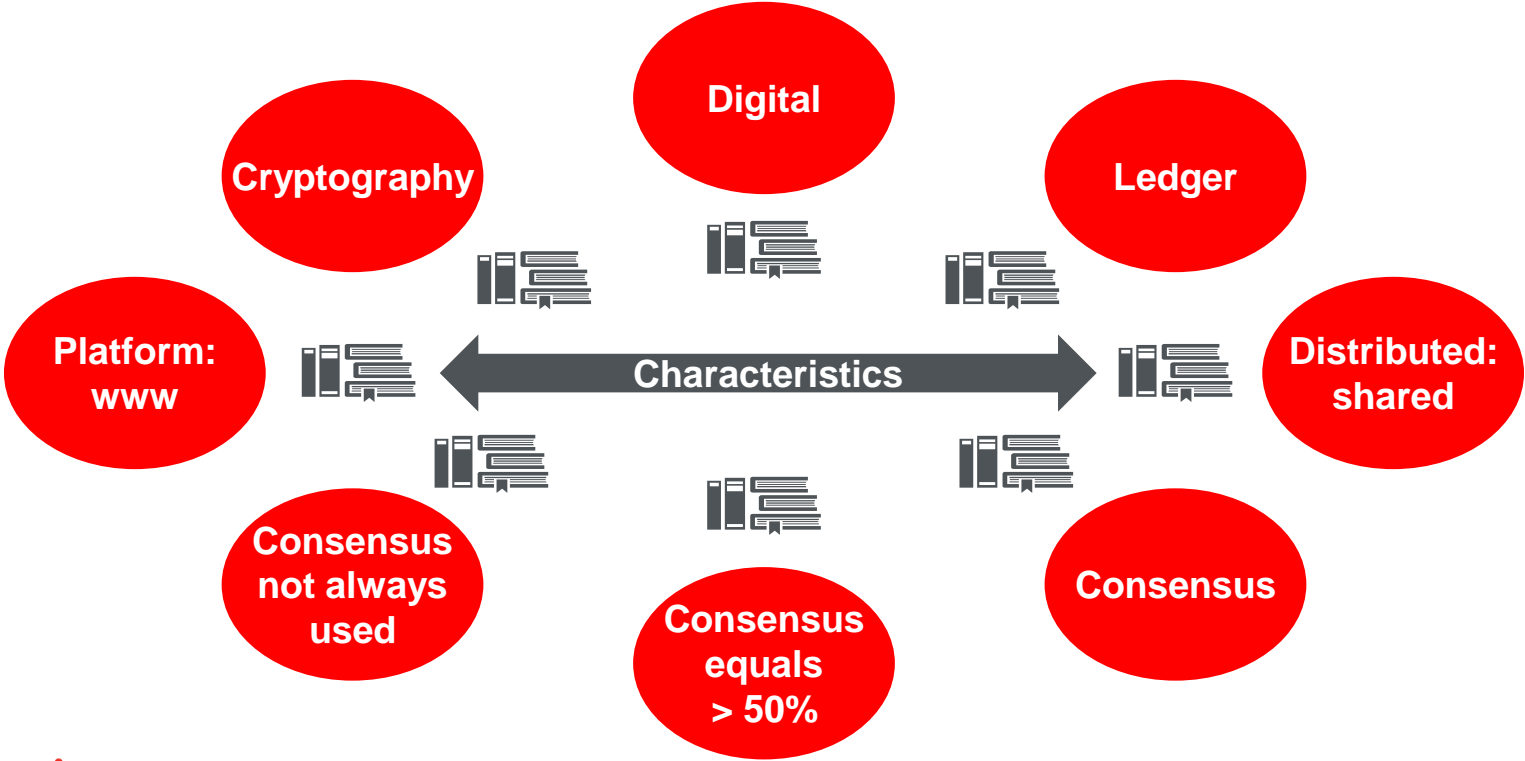 Digital
Cryptography
Ledger
Platform:
www
Characteristics
Distributed:
shared
Consensus
not always
used
Consensus
equals
> 50%
Consensus